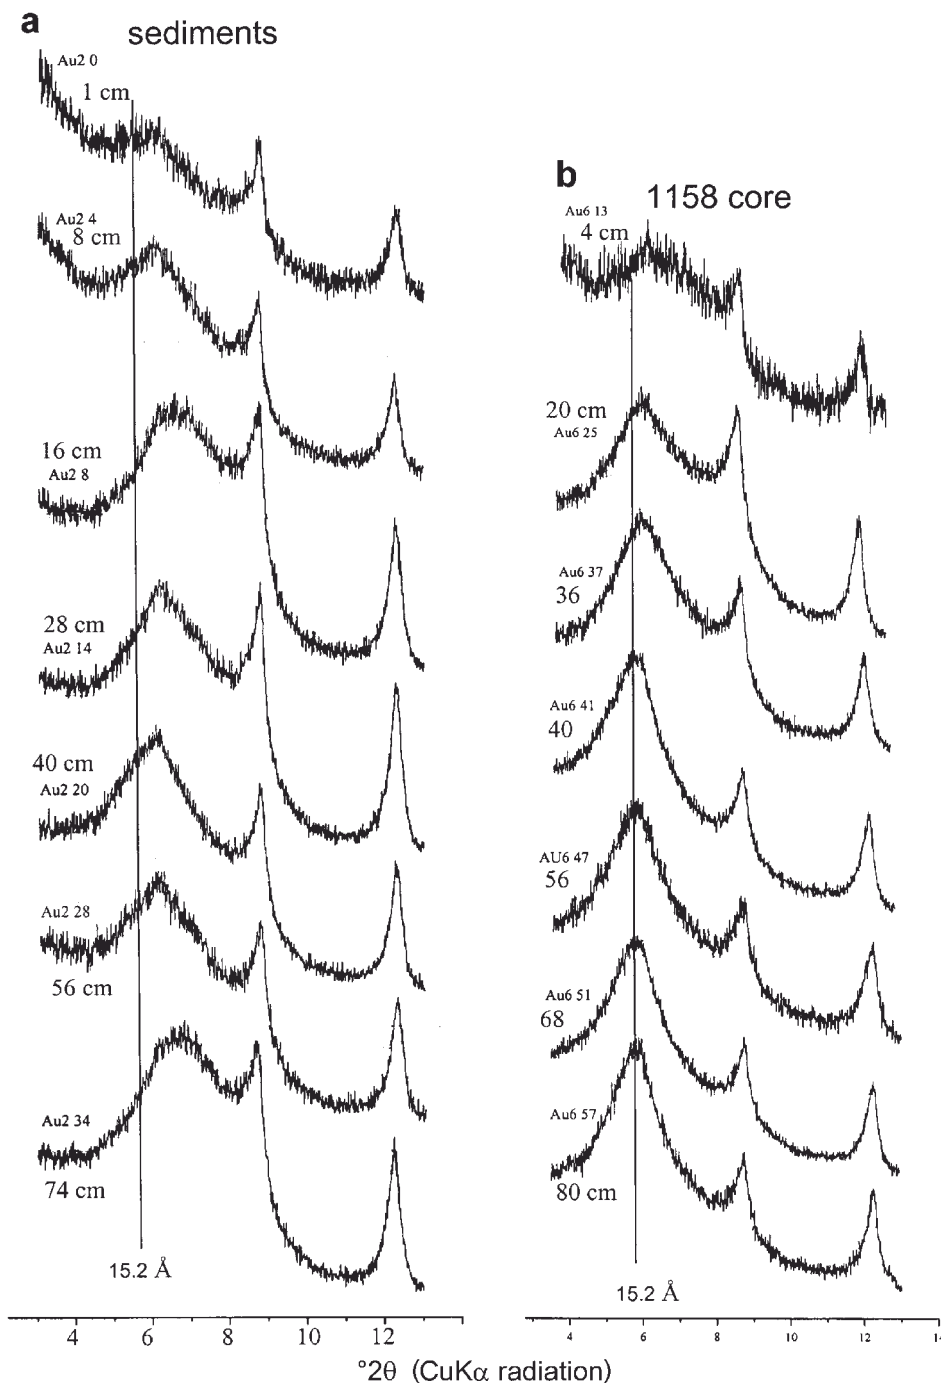 a
sediments
Au2 0
1 cm
Au2 4
8 cm
16 cm
Au2 8
28 cm
Au2 14
40 cm
Au2 20
Au2 28
56 cm
Au2 34
74 cm
15.2 Å
4 6 8 10 12
b
1158 core
Au6 13
4 cm
20 cm
Au6 25
Au6 37
36
Au6 41
40
AU6 47
56
Au6 51
68
Au6 57
80 cm
15.2 Å
4 6 8 10 12 14
°2θ (CuKα radiation)